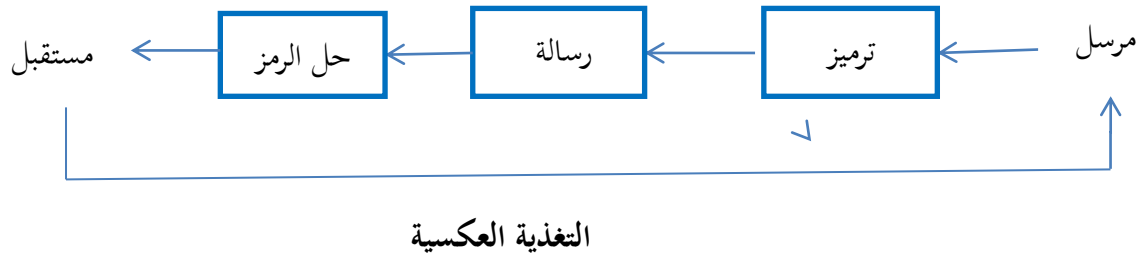 مرسل
ترميز
رسالة
حل الرمز
مستقبل
التغذية العكسية